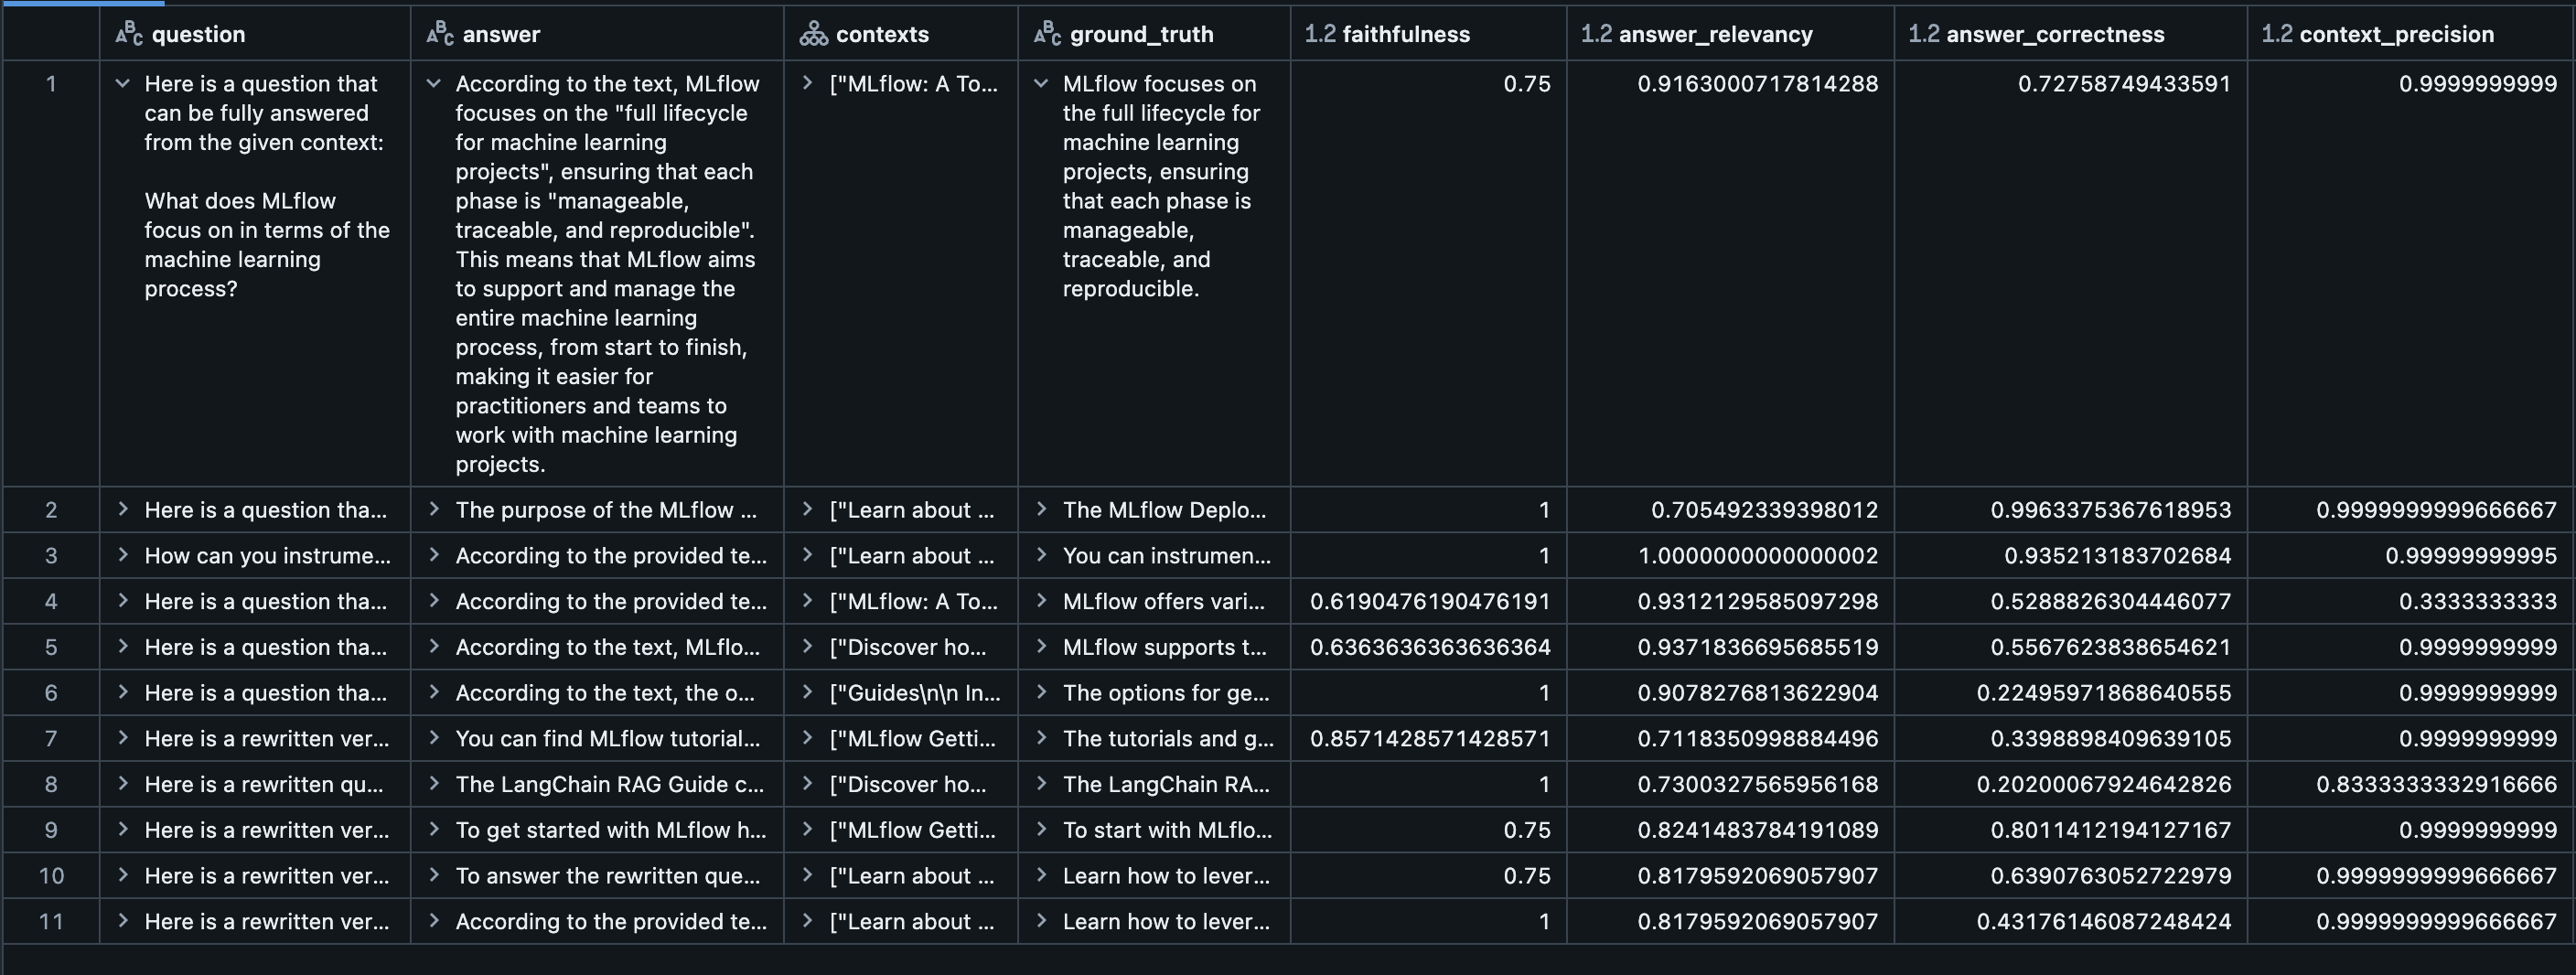 question answer contexts ground_truth 1.2 faithfulness 1.2 answer_relevancy 1.2 answer_correctness 1.2 context_precision
1
Here is a question that
can be fully answered
from the given context:
What does MLflow
focus on in terms of the
machine learning
process?
According to the text, MLflow
focuses on the "full lifecycle
for machine learning
projects", ensuring that each
phase is "manageable,
traceable, and reproducible".
This means that MLflow aims
to support and manage the
entire machine learning
process, from start to finish,
making it easier for
practitioners and teams to
work with machine learning
projects.
["MLflow: A To...
MLflow focuses on
the full lifecycle for
machine learning
projects, ensuring
that each phase is
manageable,
traceable, and
reproducible.
0.75 0.9163000717814288 0.72758749433591 0.9999999999
2 Here is a question tha... The purpose of the MLflow ... ["Learn about ... The MLflow Deplo... 1 0.705492339398012 0.9963375367618953 0.9999999999666667
3 How can you instrume... According to the provided te... ["Learn about ... You can instrumen... 1 1.0000000000000002 0.935213183702684 0.99999999995
4 Here is a question tha... According to the provided te... ["MLflow: A To... MLflow offers vari... 0.6190476190476191 0.9312129585097298 0.5288826304446077 0.3333333333
5 Here is a question tha... According to the text, MLflo... ["Discover ho... MLflow supports t... 0.6363636363636364 0.9371836695685519 0.5567623838654621 0.9999999999
6 Here is a question tha... According to the text, the o... ["Guides\n\n In... The options for ge... 1 0.9078276813622904 0.22495971868640555 0.9999999999
7 Here is a rewritten ver... You can find MLflow tutorial... ["MLflow Getti... The tutorials and g... 0.8571428571428571 0.7118350998884496 0.3398898409639105 0.9999999999
8 Here is a rewritten qu... The LangChain RAG Guide c... ["Discover ho... The LangChain RA... 1 0.7300327565956168 0.20200067924642826 0.8333333332916666
9 Here is a rewritten ver... To get started with MLflow h... ["MLflow Getti... To start with MLflo... 0.75 0.8241483784191089 0.8011412194127167 0.9999999999
10 Here is a rewritten ver... To answer the rewritten que... ["Learn about ... Learn how to lever... 0.75 0.8179592069057907 0.6390763052722979 0.9999999999666667
11 Here is a rewritten ver... According to the provided te... ["Learn about ... Learn how to lever... 1 0.8179592069057907 0.43176146087248424 0.9999999999666667